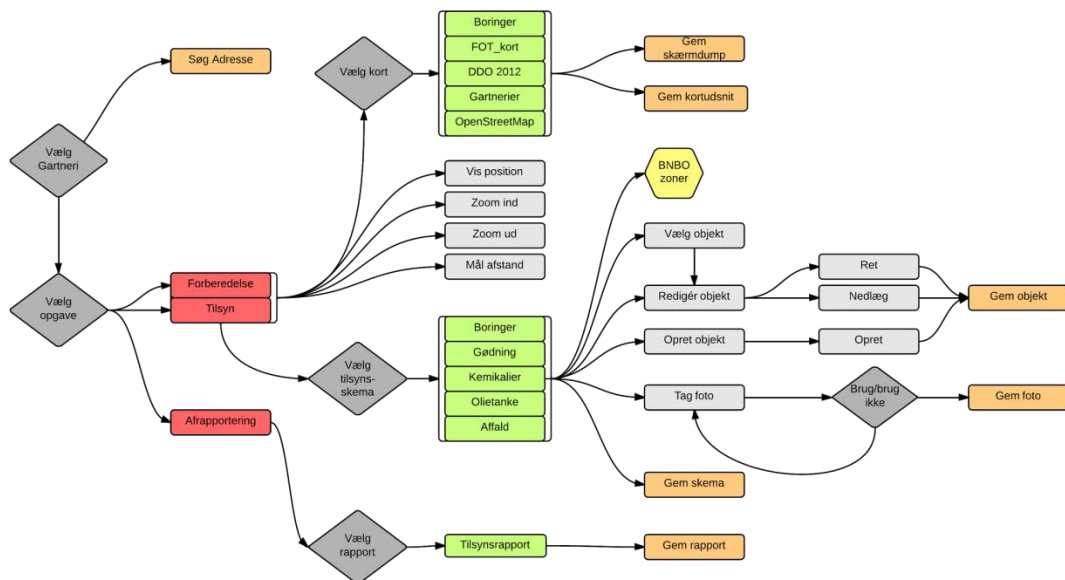 Søg Adresse
Vælg
Gartneri
Vælg
opgave
Forberedelse
Tilsyn
Afrapportering
Vælg kort
Boringer
FOT_kort
DDO 2012
Gartnerier
OpenStreetMap
Gem
skærmdump
Gem kortudsnit
Vis position
Zoom ind
Zoom ud
Mål afstand
Vælg
tilsyns-
skema
Boringer
Gødning
Kemikalier
Olietanke
Affald
BNBO
zoner
Vælg objekt
Redigér objekt
Ret
Nedlæg
Gem objekt
Opret objekt
Opret
Tag foto
Brug/brug
ikke
Gem foto
Gem skema
Vælg
rapport
Tilsynsrapport
Gem rapport